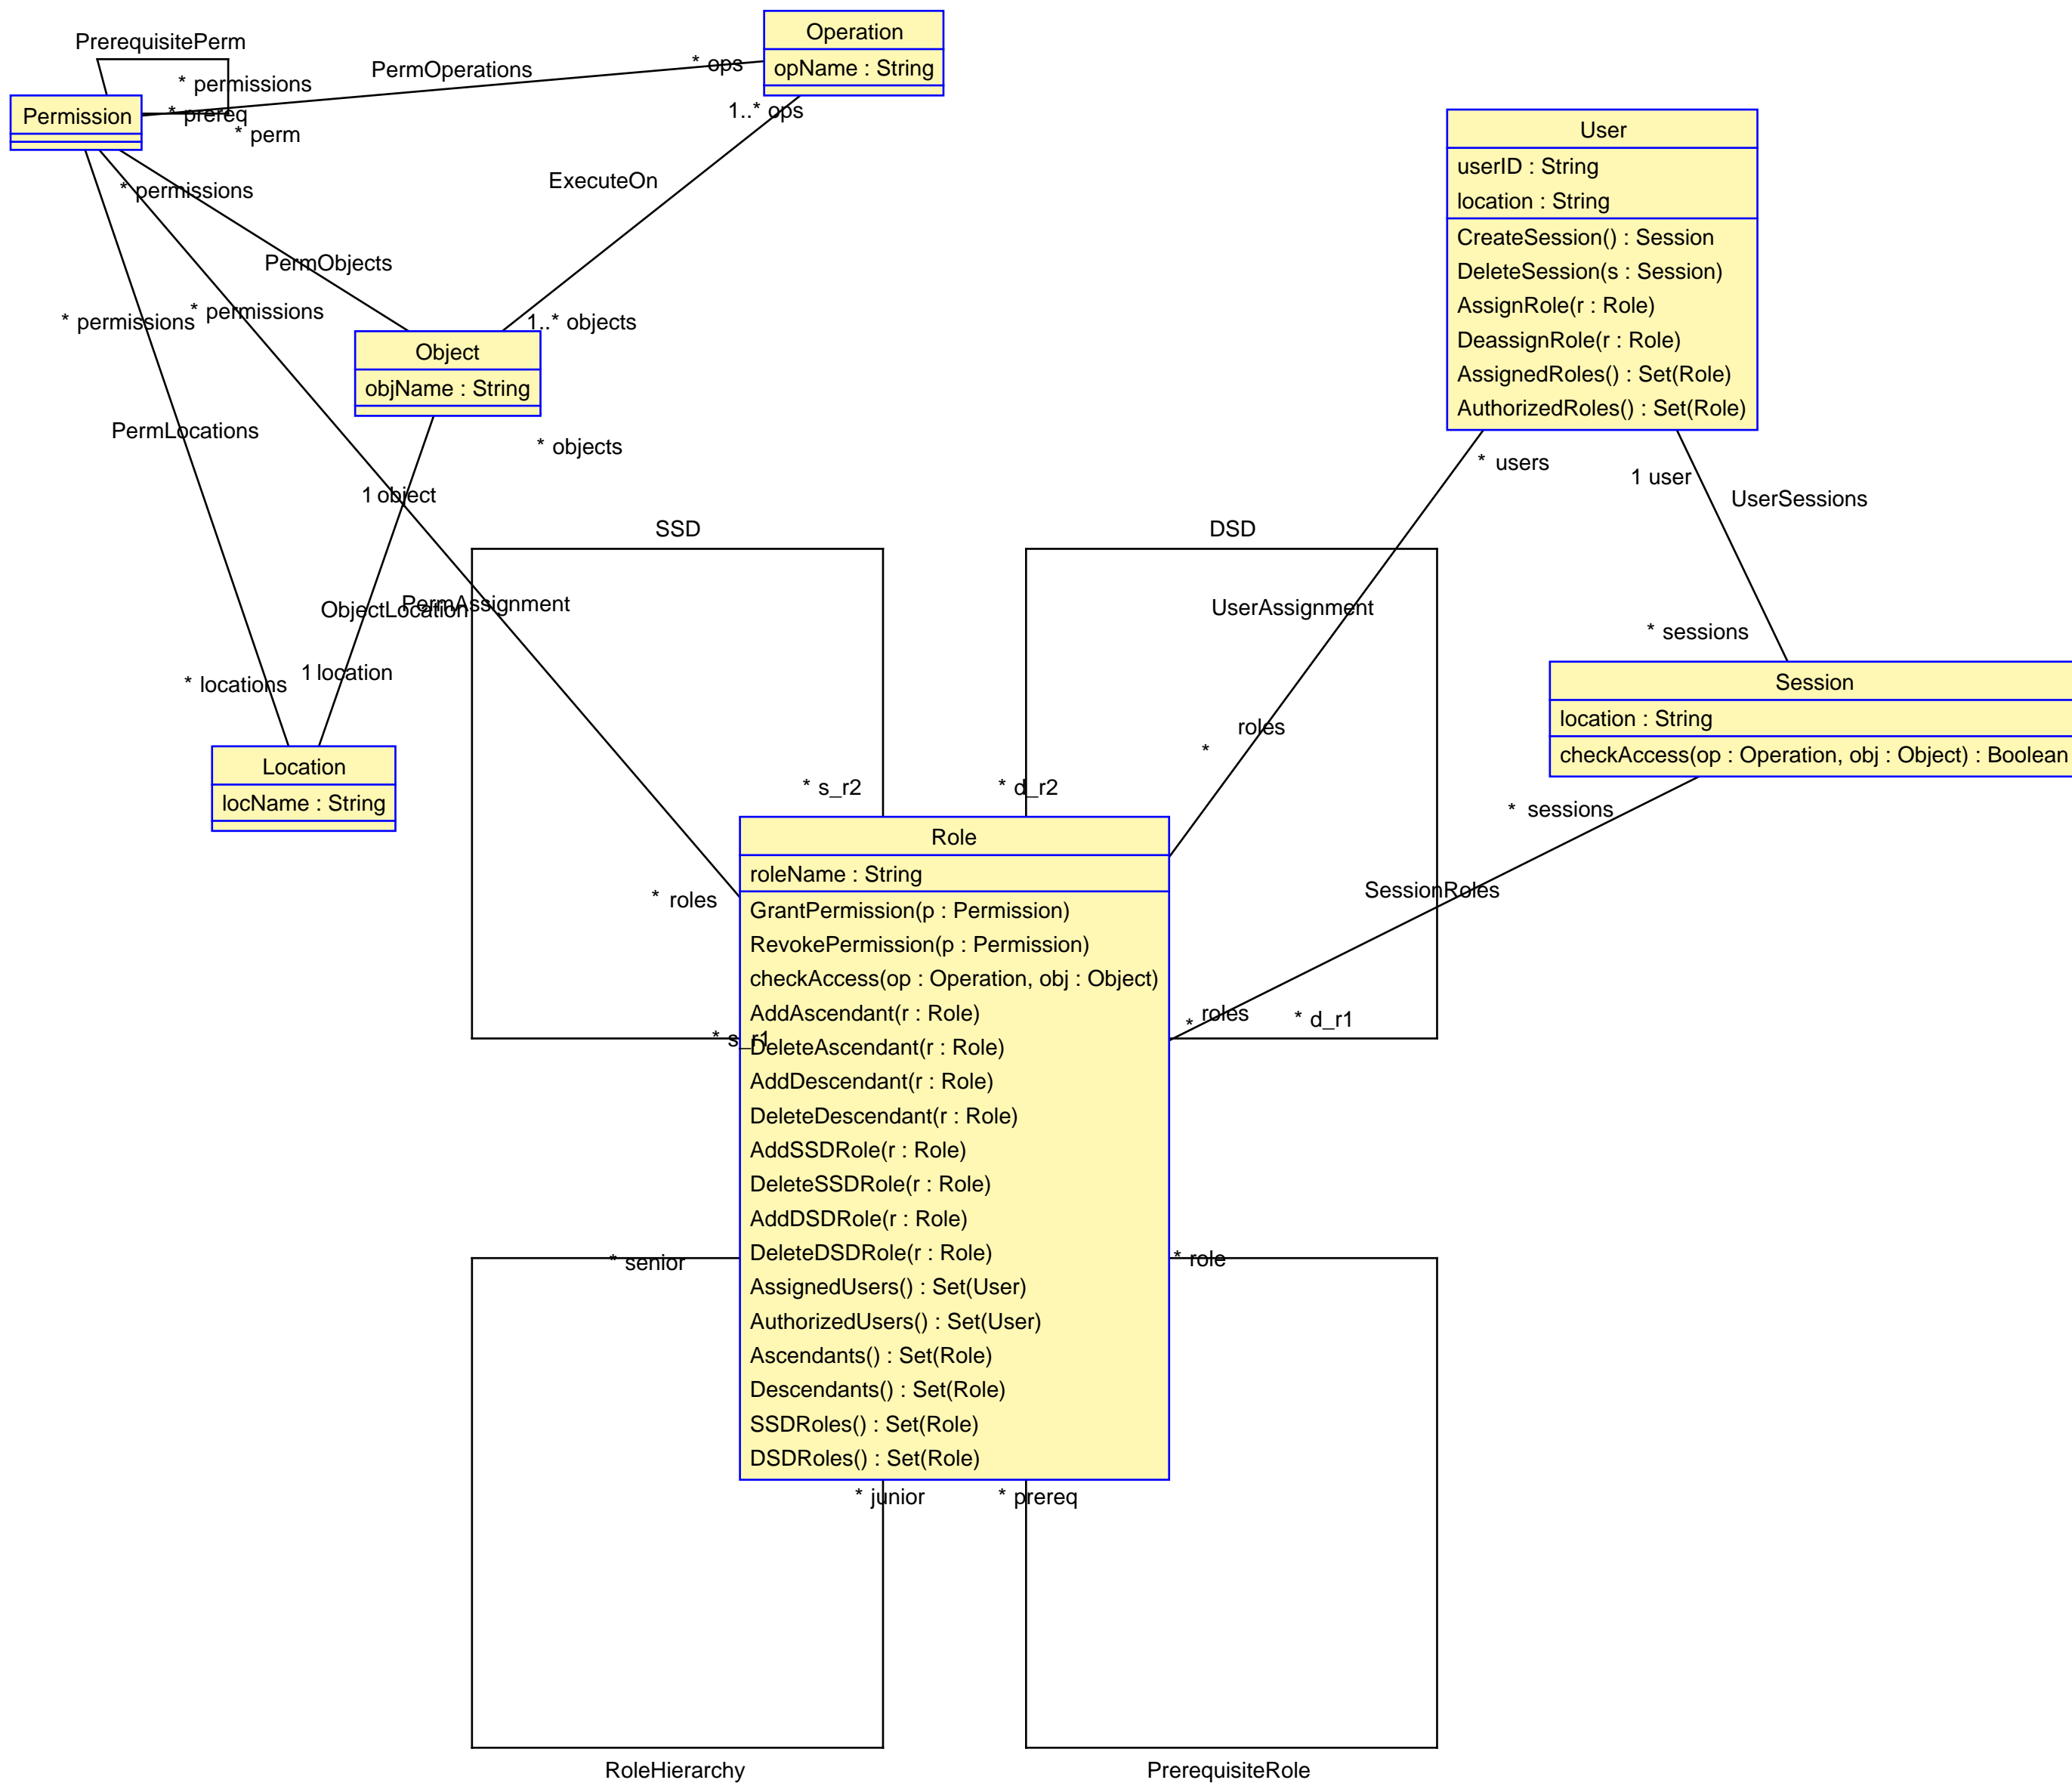 Operation
opName : String
PrerequisitePerm
PermOperations
* ops
* permissions
Permission
* prereq
* perm
1..* ops
User
userID : String
location : String
CreateSession() : Session
DeleteSession(s : Session)
AssignRole(r : Role)
DeassignRole(r : Role)
AssignedRoles() : Set(Role)
AuthorizedRoles() : Set(Role)
ExecuteOn
* permissions
PermObjects
* permissions
* permissions
1..* objects
Object
objName : String
PermLocations
* objects
1 object
* users
1 user
UserSessions
SSD
DSD
ObjectLocation
PermAssignment
UserAssignment
* sessions
* locations
1 location
roles
*
Session
location : String
checkAccess(op : Operation, obj : Object) : Boolean
Location
locName : String
* s_r2
* d_r2
* sessions
Role
roleName : String
GrantPermission(p : Permission)
RevokePermission(p : Permission)
checkAccess(op : Operation, obj : Object)
AddAscendant(r : Role)
DeleteAscendant(r : Role)
AddDescendant(r : Role)
DeleteDescendant(r : Role)
AddSSDRole(r : Role)
DeleteSSDRole(r : Role)
AddDSDRole(r : Role)
DeleteDSDRole(r : Role)
AssignedUsers() : Set(User)
AuthorizedUsers() : Set(User)
Ascendants() : Set(Role)
Descendants() : Set(Role)
SSDRoles() : Set(Role)
DSDRoles() : Set(Role)
* roles
SessionRoles
* roles
* d_r1
* s_r1
* senior
* role
* junior
* prereq
RoleHierarchy
PrerequisiteRole